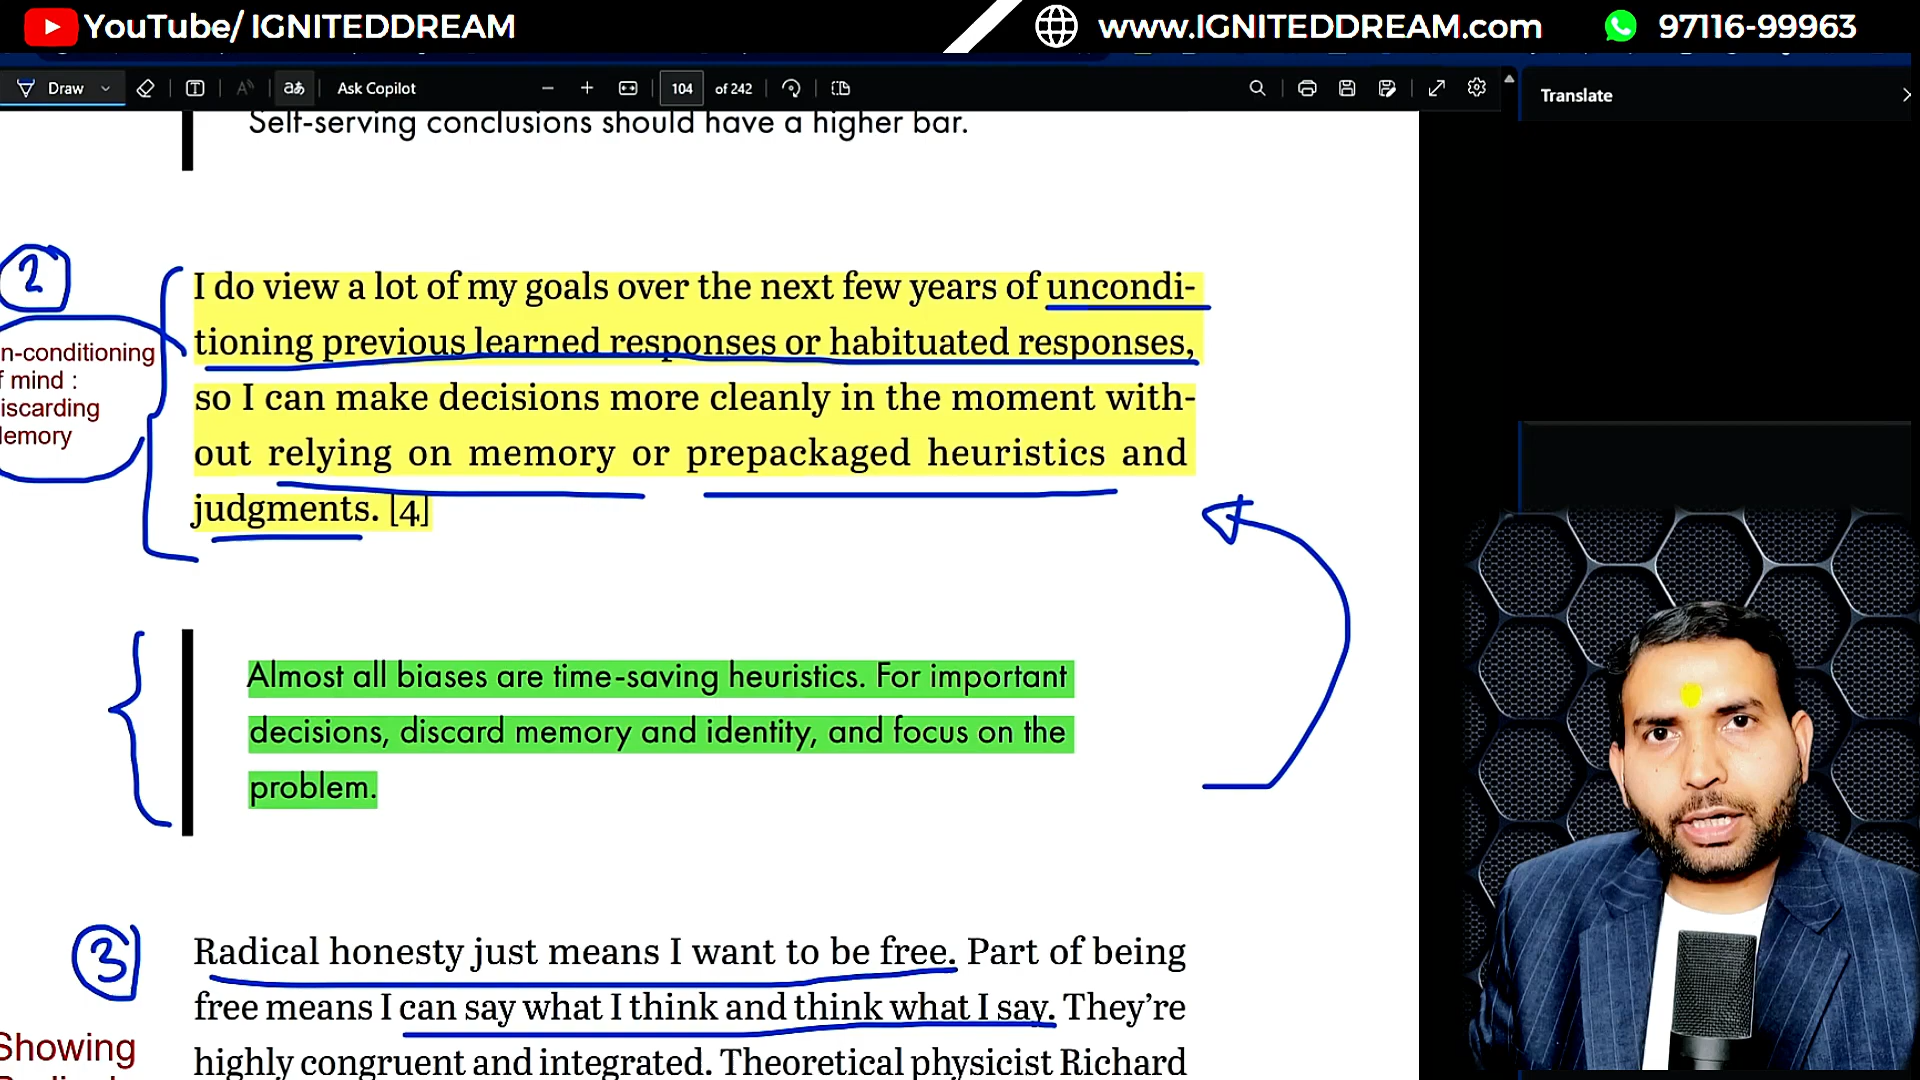 YouTube/ IGNITEDDREAM
www.IGNITEDDREAM.com
97116-99963
Draw
Ask Copilot
104 of 242
Translate
Self-serving conclusions should have a higher bar.
2
n-conditioning
f mind :
iscarding
emory
I do view a lot of my goals over the next few years of uncondi-
tioning previous learned responses or habituated responses,
so I can make decisions more cleanly in the moment with-
out relying on memory or prepackaged heuristics and
judgments. [4]
Almost all biases are time-saving heuristics. For important
decisions, discard memory and identity, and focus on the
problem.
3
Radical honesty just means I want to be free. Part of being
free means I can say what I think and think what I say. They’re
highly congruent and integrated. Theoretical physicist Richard
Showing